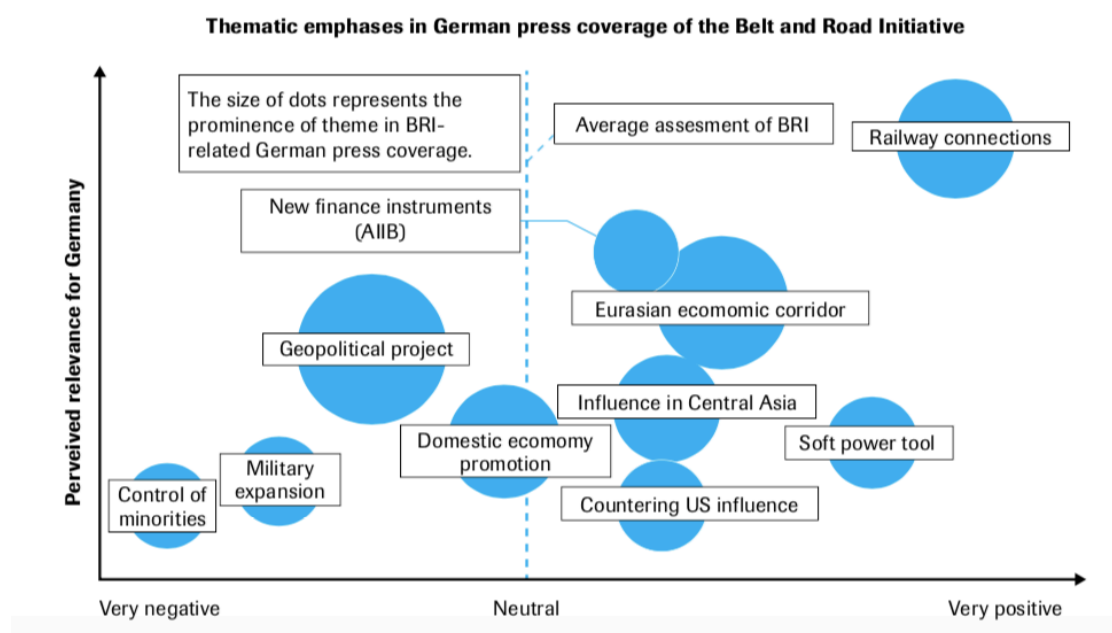 Thematic emphases in German press coverage of the Belt and Road Initiative
The size of dots represents the
prominence of theme in BRI-
related German press coverage.
Average assesment of BRI
Railway connections
New finance instruments
(AIIB)
Eurasian ecomomic corridor
Geopolitical project
Influence in Central Asia
Domestic ecomomy
promotion
Soft power tool
Military
expansion
Control of
minorities
Countering US influence
Perveived relevance for Germany
Very negative
Neutral
Very positive